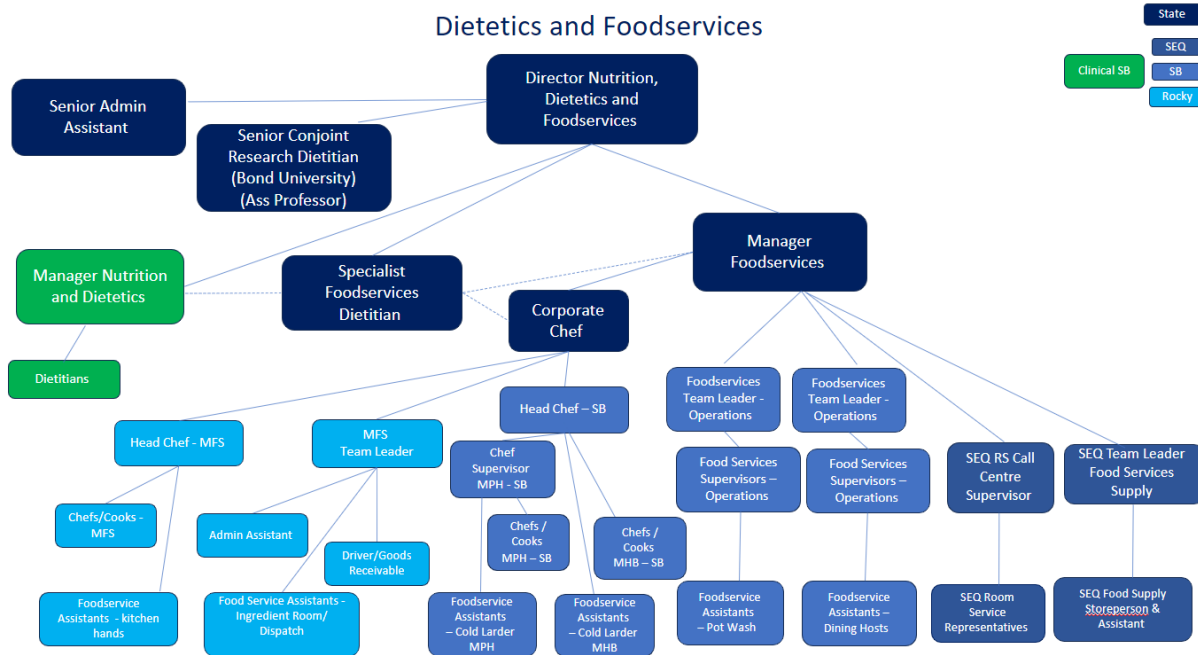 Dietetics and Foodservices
State
SEQ
SB
Rocky
Clinical SB
Director Nutrition,
Dietetics and
Foodservices
Senior Admin
Assistant
Senior Conjoint
Research Dietitian
(Bond University)
(Ass Professor)
Manager
Foodservices
Manager Nutrition
and Dietetics
Specialist
Foodservices
Dietitian
Corporate
Chef
Dietitians
Foodservices
Team Leader -
Operations
Foodservices
Team Leader -
Operations
Head Chef – SB
Head Chef - MFS
MFS
Team Leader
Chef
Supervisor
MPH - SB
Food Services
Supervisors –
Operations
Food Services
Supervisors –
Operations
SEQ RS Call
Centre
Supervisor
SEQ Team Leader
Food Services
Supply
Chefs/Cooks -
MFS
Admin Assistant
Driver/Goods
Receivable
Chefs /
Cooks
MPH – SB
Chefs /
Cooks
MHB – SB
Foodservice
Assistants - kitchen
hands
Food Service Assistants -
Ingredient Room/
Dispatch
Foodservice
Assistants
– Cold Larder
MPH
Foodservice
Assistants
– Cold Larder
MHB
Foodservice
Assistants
– Pot Wash
Foodservice
Assistants –
Dining Hosts
SEQ Room
Service
Representatives
SEQ Food Supply
Storeperson &
Assistant